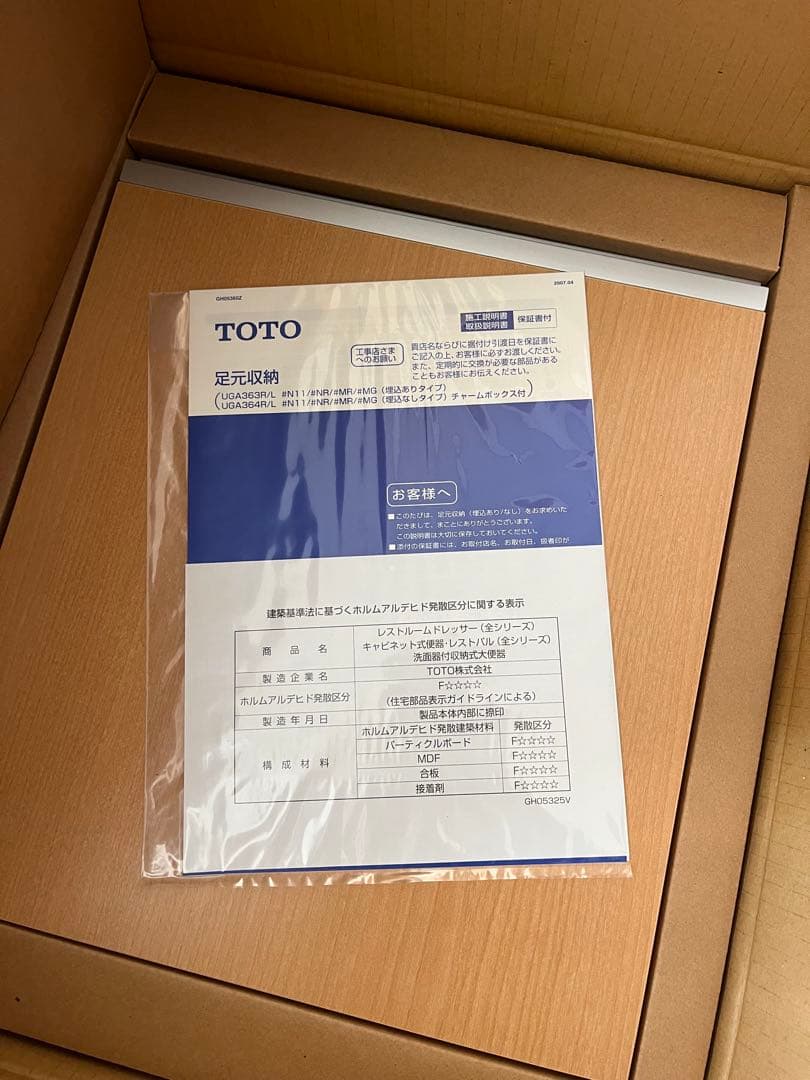 GH05360Z
2007.04
TOTO
施工説明書
取扱説明書
保証書付
工事店さま
へのお願い
貴店名ならびに据付け引渡日を保証書に
ご記入の上、お客様に必ずお渡しください。
また、定期的に交換が必要な部品がある
こともお客様にお伝えください。
足元収納
UGA363R/L #N11/#NR/#MR/#MG（埋込ありタイプ）
UGA364R/L #N11/#NR/#MR/#MG（埋込なしタイプ）チャームボックス付
お客様へ
■このたびは、足元収納（埋込あり/なし）をお求めいた
だきまして、まことにありがとうございます。
この説明書は大切に保存しておいてください。
■添付の保証書には、お取付店名、お取付日、扱者印が
建築基準法に基づくホルムアルデヒド発散区分に関する表示
商品名
レストルームドレッサー（全シリーズ）
キャビネット式便器・レストパル（全シリーズ）
洗面器付収納式大便器
製造企業名
TOTO株式会社
ホルムアルデヒド発散区分
F☆☆☆☆
（住宅部品表示ガイドラインによる）
製造年月日
製品本体内部に捺印
構成材料
ホルムアルデヒド発散建築材料 発散区分
パーティクルボード F☆☆☆☆
MDF F☆☆☆☆
合板 F☆☆☆☆
接着剤 F☆☆☆☆
GH05325V